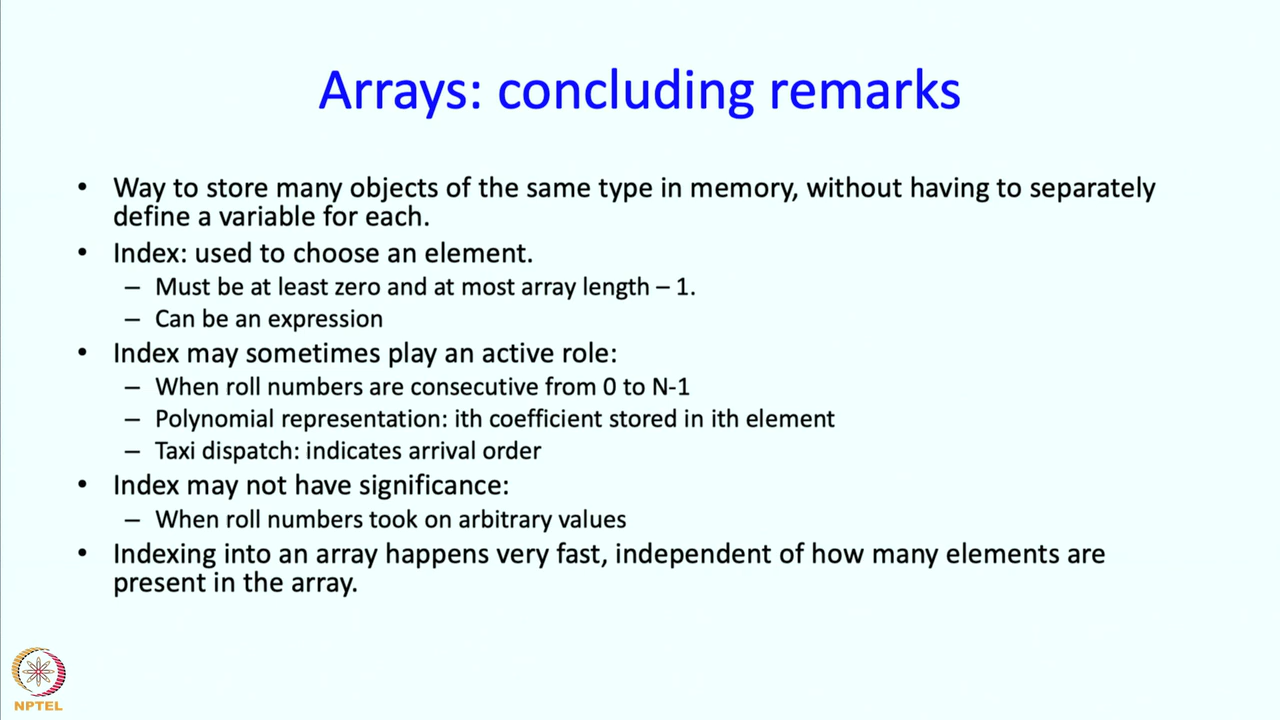 Arrays: concluding remarks
• Way to store many objects of the same type in memory, without having to separately
define a variable for each.
• Index: used to choose an element.
– Must be at least zero and at most array length – 1.
– Can be an expression
• Index may sometimes play an active role:
– When roll numbers are consecutive from 0 to N-1
– Polynomial representation: ith coefficient stored in ith element
– Taxi dispatch: indicates arrival order
• Index may not have significance:
– When roll numbers took on arbitrary values
• Indexing into an array happens very fast, independent of how many elements are
present in the array.
NPTEL